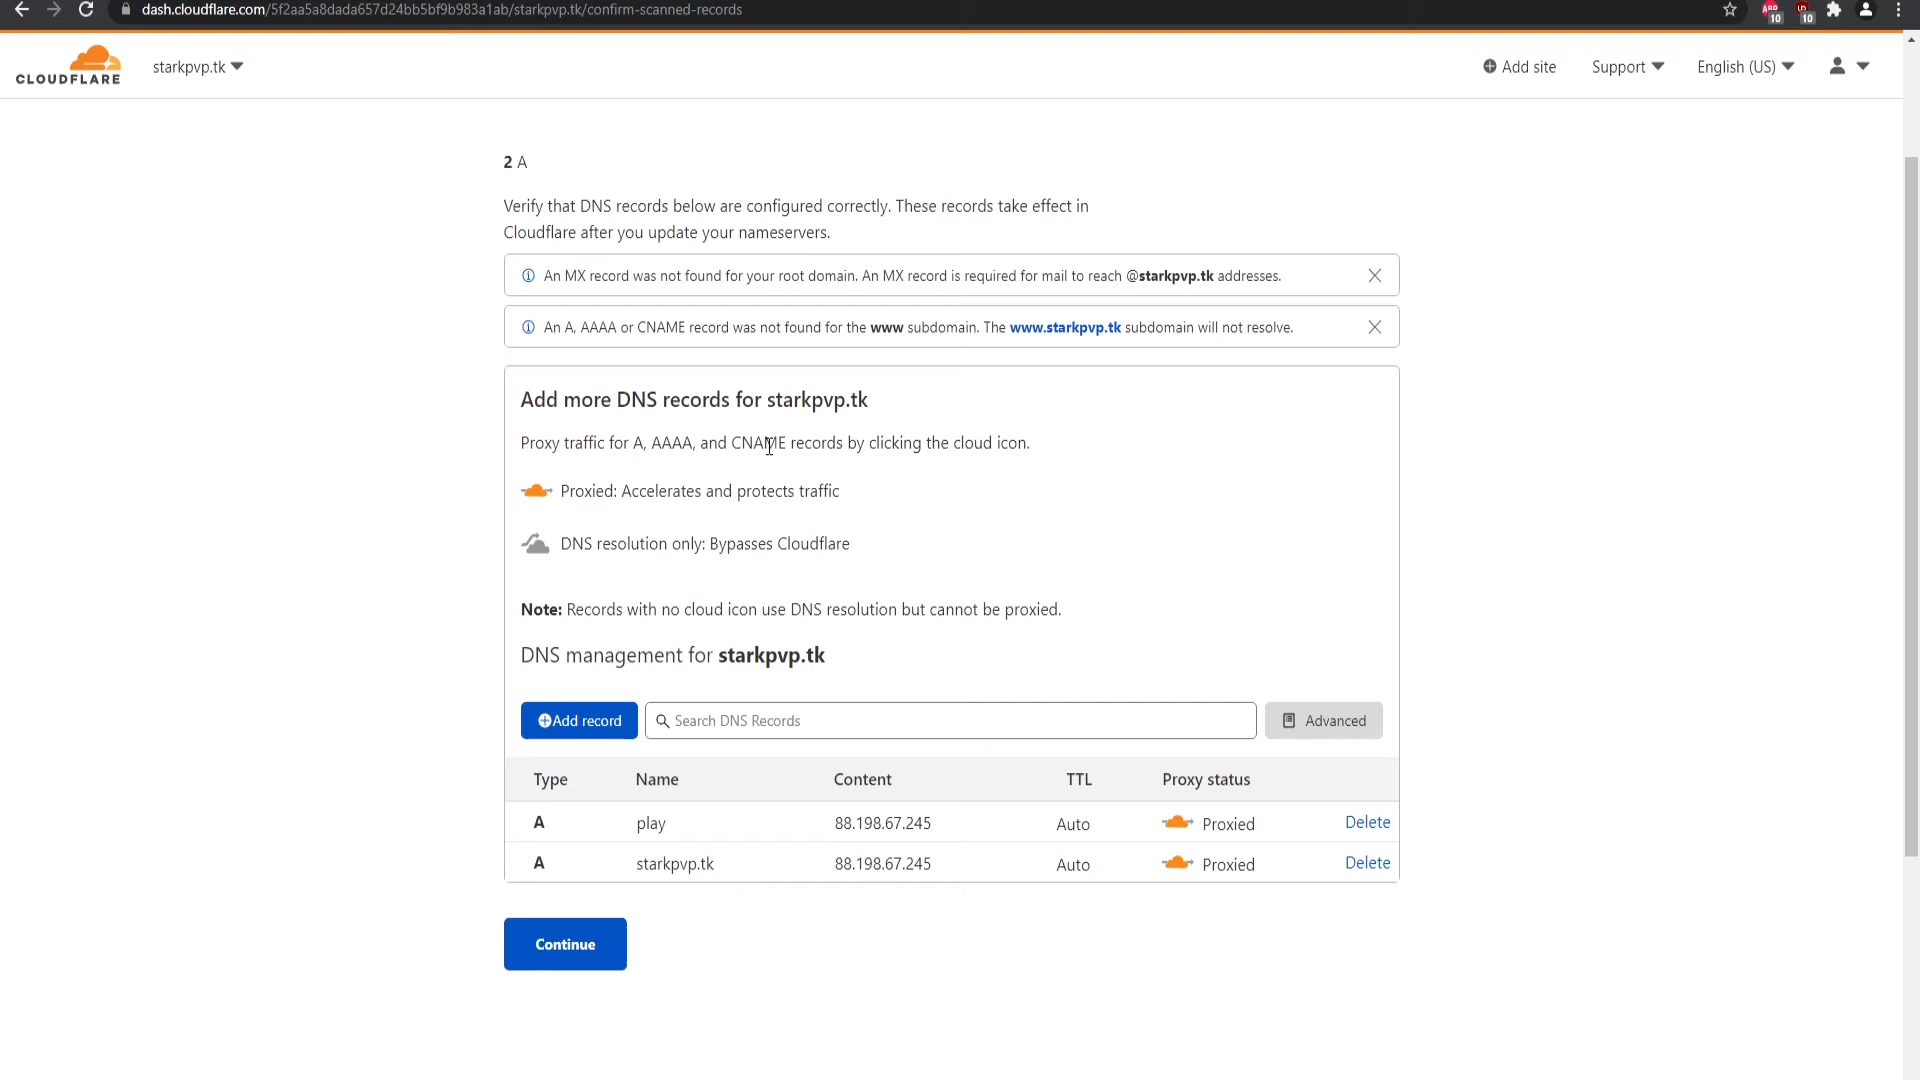 dash.cloudflare.com/5f2aa5a8dada657d24bb5bf9b983a1ab/starkpvp.tk/confirm-scanned-records
10
10
CLOUDFLARE
starkpvp.tk
Add site
Support
English (US)
2 A
Verify that DNS records below are configured correctly. These records take effect in
Cloudflare after you update your nameservers.
An MX record was not found for your root domain. An MX record is required for mail to reach @starkpvp.tk addresses.
An A, AAAA or CNAME record was not found for the www subdomain. The www.starkpvp.tk subdomain will not resolve.
Add more DNS records for starkpvp.tk
Proxy traffic for A, AAAA, and CNAME records by clicking the cloud icon.
Proxied: Accelerates and protects traffic
DNS resolution only: Bypasses Cloudflare
Note: Records with no cloud icon use DNS resolution but cannot be proxied.
DNS management for starkpvp.tk
Add record
Search DNS Records
Advanced
Type Name Content TTL Proxy status
A play 88.198.67.245 Auto Proxied Delete
A starkpvp.tk 88.198.67.245 Auto Proxied Delete
Continue